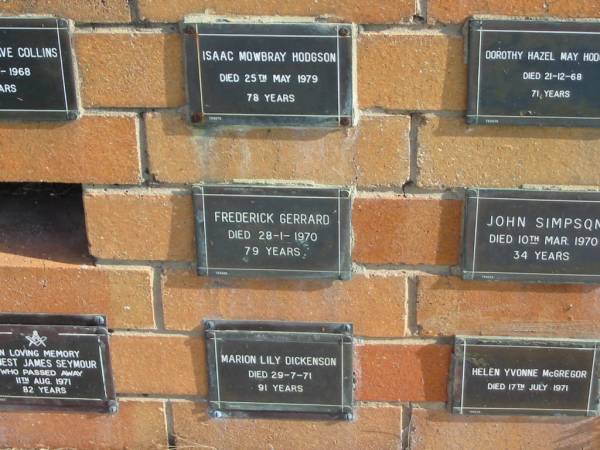 AVE COLLINS
-1968
ARS
ISAAC MOWBRAY HODGSON
DIED 25TH MAY 1979
78 YEARS
DOROTHY HAZEL MAY HOD
DIED 21-12-68
71 YEARS
FREDERICK GERRARD
DIED 28-1-1970
79 YEARS
JOHN SIMPSON
DIED 10TH MAR. 1970
34 YEARS
N LOVING MEMORY
NEST JAMES SEYMOUR
WHO PASSED AWAY
11TH AUG. 1971
82 YEARS
MARION LILY DICKENSON
DIED 29-7-71
91 YEARS
HELEN YVONNE McGREGOR
DIED 17TH JULY 1971